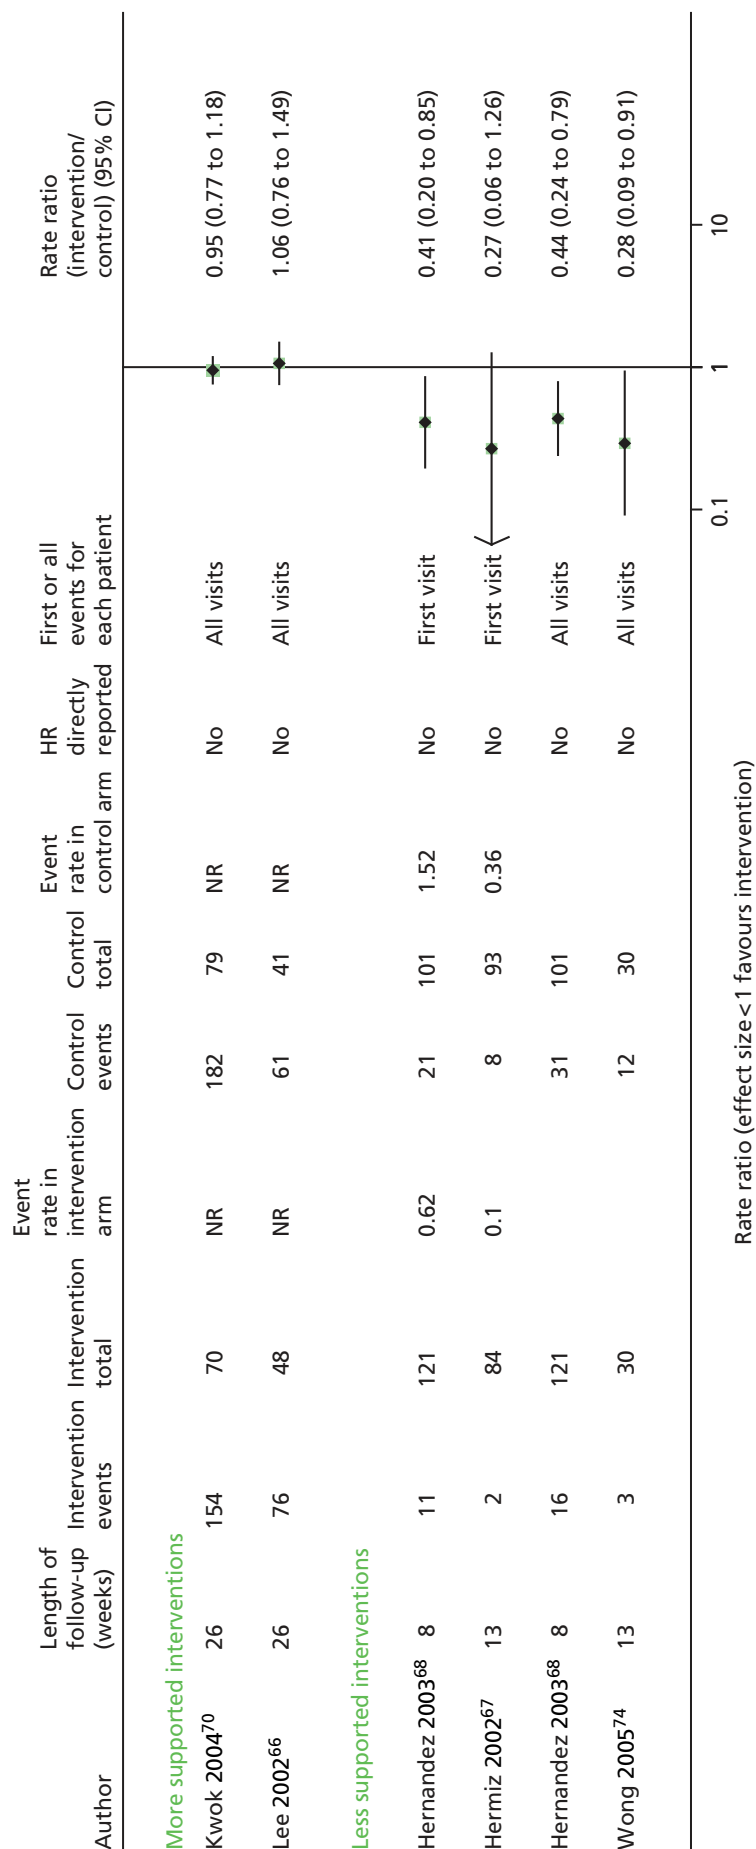 Author
Length of
follow-up
(weeks)
Intervention
events
Intervention
total
Event
rate in
intervention
arm
Control
events
Control
total
Event
rate in
control arm
HR
directly
reported
First or all
events for
each patient
Rate ratio
(intervention/
control) (95% CI)
More supported interventions
Kwok 2004⁷⁰ 26 154 70 NR 182 79 NR No All visits 0.95 (0.77 to 1.18)
Lee 2002⁶⁶ 26 76 48 NR 61 41 NR No All visits 1.06 (0.76 to 1.49)
Less supported interventions
Hernandez 2003⁶⁸ 8 11 121 0.62 21 101 1.52 No First visit 0.41 (0.20 to 0.85)
Hermiz 2002⁶⁷ 13 2 84 0.1 8 93 0.36 No First visit 0.27 (0.06 to 1.26)
Hernandez 2003⁶⁸ 8 16 121 31 101 No All visits 0.44 (0.24 to 0.79)
Wong 2005⁷⁴ 13 3 30 12 30 No All visits 0.28 (0.09 to 0.91)
0.1 1 10
Rate ratio (effect size<1 favours intervention)